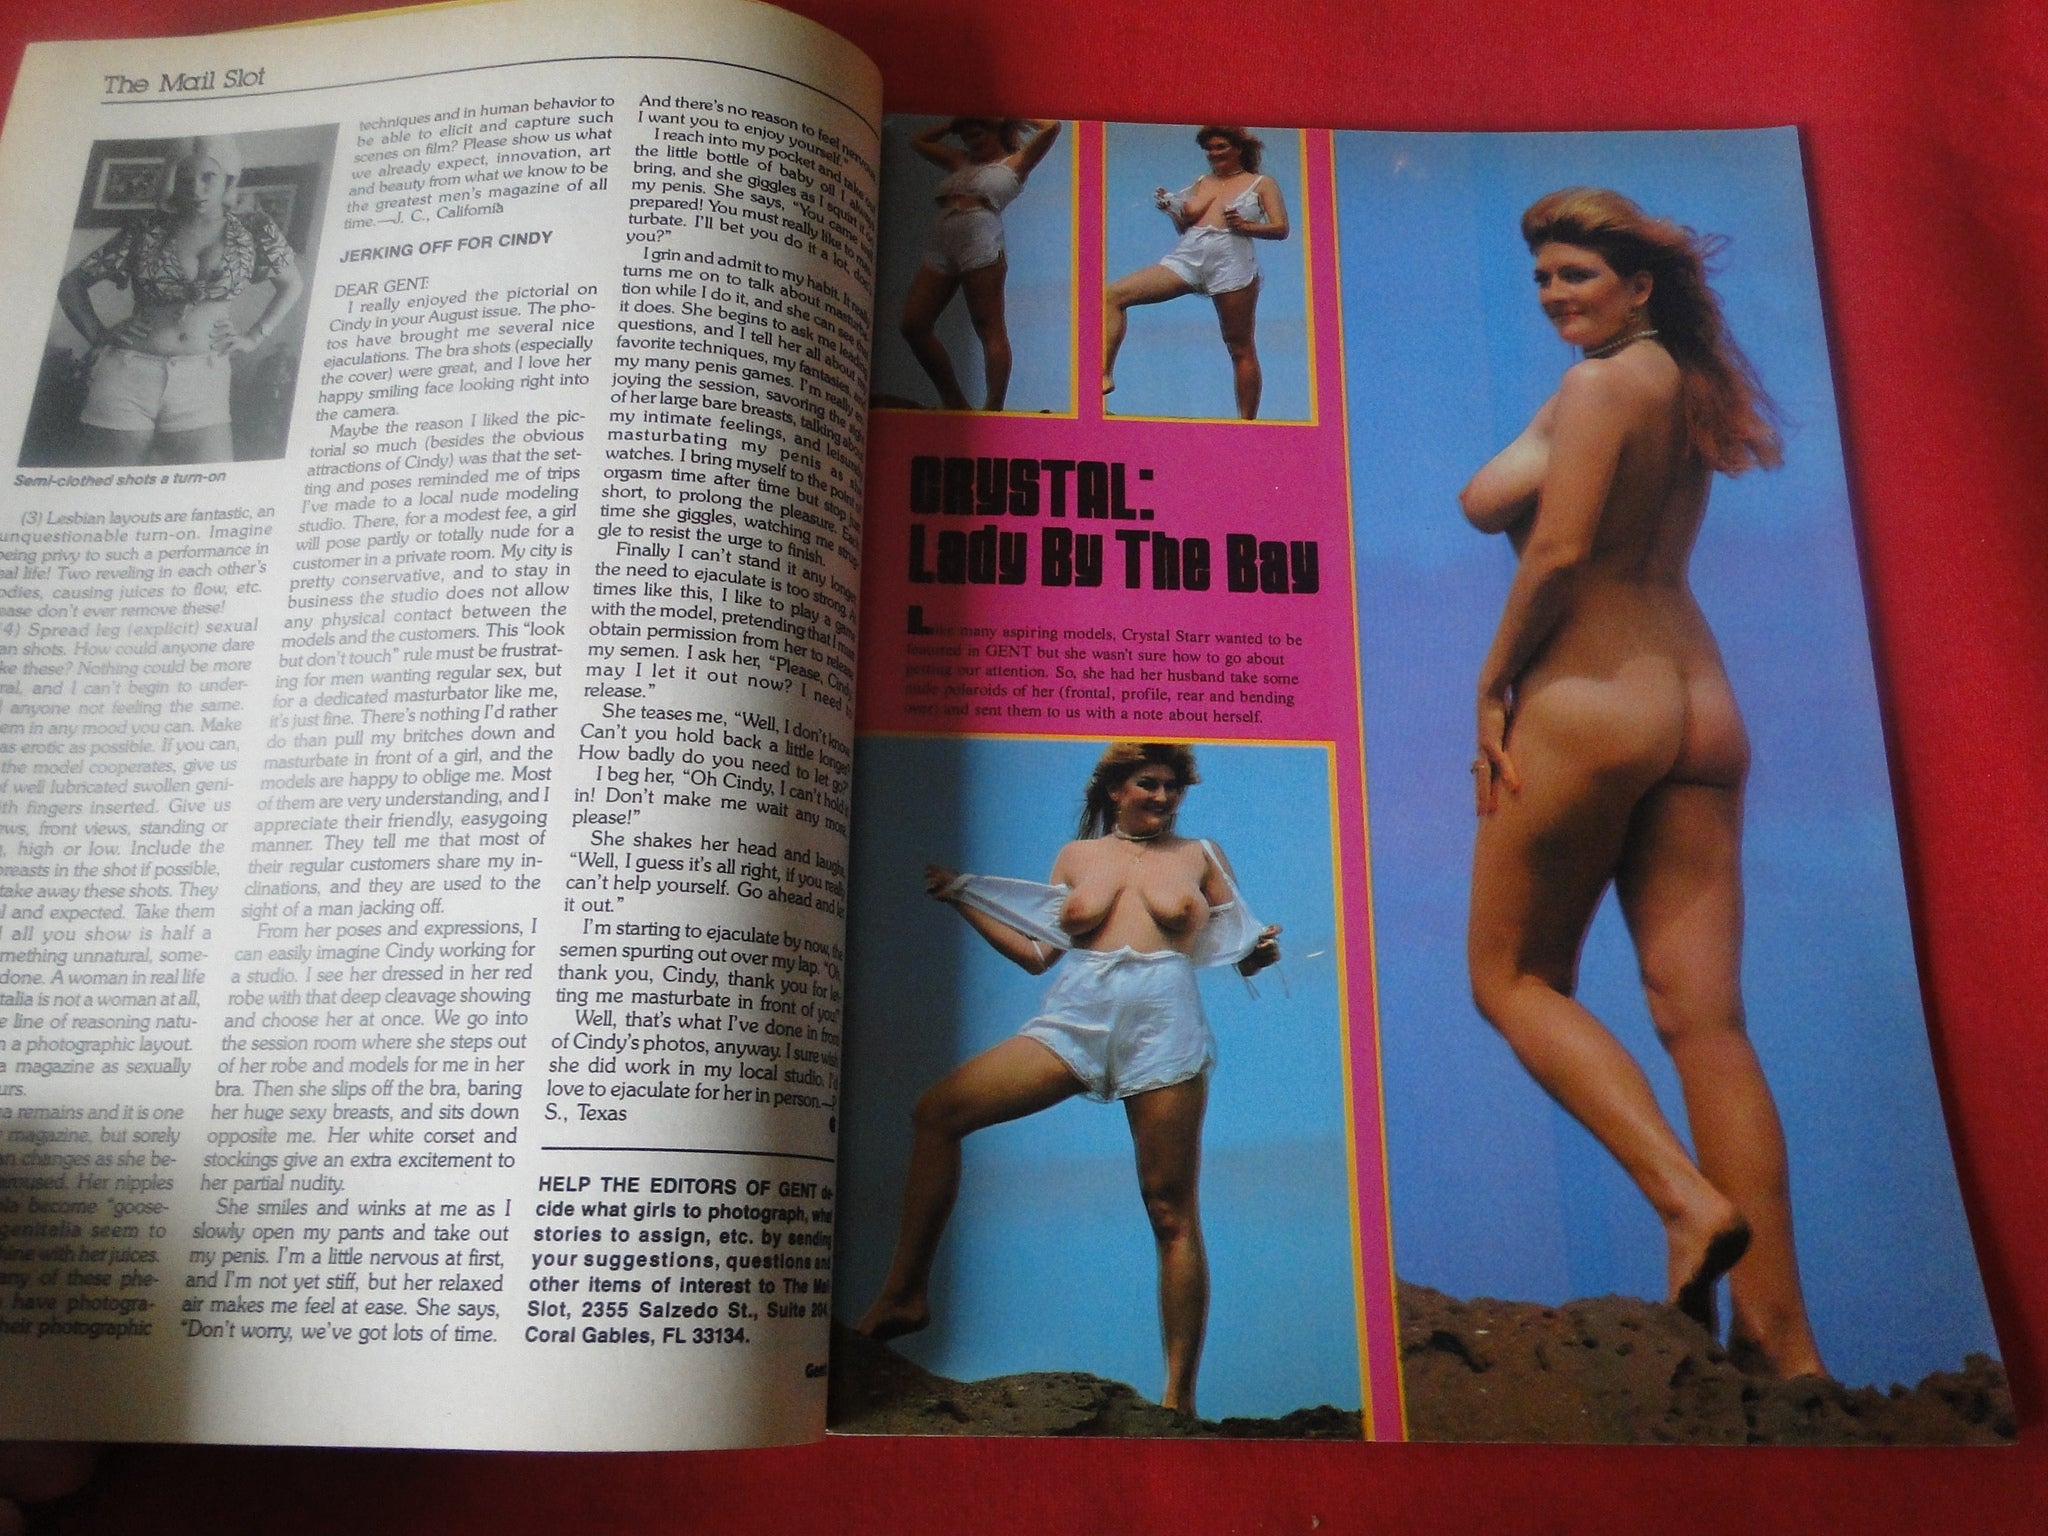 The Mail Slot
Semi-clothed shots a turn-on
(3) Lesbian layouts are fantastic, an
unquestionable turn-on. Imagine
being privy to such a performance in
life! Two reveling in each other's
causing juices to flow, etc.
don't ever remove these!
(4) Spread leg (explicit) sexual
shots. How could anyone dare
these? Nothing could be more
and I can't begin to under-
anyone not feeling the same.
in any mood you can. Make
as erotic as possible. If you can,
the model cooperates, give us
well lubricated swollen geni-
fingers inserted. Give us
front views, standing or
high or low. Include the
breasts in the shot if possible,
take away these shots. They
and expected. Take them
all you show is half a
something unnatural, some-
done. A woman in real life
is not a woman at all,
line of reasoning natu-
a photographic layout.
a magazine as sexually
remains and it is one
magazine, but sorely
changes as she be-
Her nipples
become "goose-
genitalia seem to
with her juices.
of these phe-
have photogra-
their photographic
techniques and in human behavior to
be able to elicit and capture such
scenes on film? Please show us what
we already expect, innovation, art
and beauty from what we know to be
the greatest men's magazine of all
time.—J. C., California
JERKING OFF FOR CINDY
DEAR GENT:
I really enjoyed the pictorial on
Cindy in your August issue. The pho-
tos have brought me several nice
ejaculations. The bra shots (especially
the cover) were great, and I love her
happy smiling face looking right into
the camera.
Maybe the reason I liked the pic-
torial so much (besides the obvious
attractions of Cindy) was that the set-
ting and poses reminded me of trips
I've made to a local nude modeling
studio. There, for a modest fee, a girl
will pose partly or totally nude for a
customer in a private room. My city is
pretty conservative, and to stay in
business the studio does not allow
any physical contact between the
models and the customers. This "look
but don't touch" rule must be frustrat-
ing for men wanting regular sex, but
for a dedicated masturbator like me,
it's just fine. There's nothing I'd rather
do than pull my britches down and
masturbate in front of a girl, and the
models are happy to oblige me. Most
of them are very understanding, and I
appreciate their friendly, easygoing
manner. They tell me that most of
their regular customers share my in-
clinations, and they are used to the
sight of a man jacking off.
From her poses and expressions, I
can easily imagine Cindy working for
a studio. I see her dressed in her red
robe with that deep cleavage showing
and choose her at once. We go into
the session room where she steps out
of her robe and models for me in her
bra. Then she slips off the bra, baring
her huge sexy breasts, and sits down
opposite me. Her white corset and
stockings give an extra excitement to
her partial nudity.
She smiles and winks at me as I
slowly open my pants and take out
my penis. I'm a little nervous at first,
and I'm not yet stiff, but her relaxed
air makes me feel at ease. She says,
"Don't worry, we've got lots of time.
And there's no reason to feel nervous.
I want you to enjoy yourself."
I reach into my pocket and take out
the little bottle of baby oil I always
bring, and she giggles as I squirt it on
my penis. She says, "You came well
prepared! You must really like to mas-
turbate. I'll bet you do it a lot, don't
you?"
I grin and admit to my habit. It really
turns me on to talk about masturba-
tion while I do it, and she can see that
it does. She begins to ask me leading
questions, and I tell her all about my
favorite techniques, my fantasies, and
my many penis games. I'm really en-
joying the session, savoring the sight
of her large bare breasts, talking about
my intimate feelings, and leisurely
masturbating my penis as she
watches. I bring myself to the point of
orgasm time after time but stop just
short, to prolong the pleasure. Each
time she giggles, watching me strug-
gle to resist the urge to finish.
Finally I can't stand it any longer,
the need to ejaculate is too strong. At
times like this, I like to play a game
with the model, pretending that I must
obtain permission from her to release
my semen. I ask her, "Please, Cindy,
may I let it out now? I need to
release."
She teases me, "Well, I don't know.
Can't you hold back a little longer?
How badly do you need to let go?"
I beg her, "Oh Cindy, I can't hold it
in! Don't make me wait any more,
please!"
She shakes her head and laughs,
"Well, I guess it's all right, if you really
can't help yourself. Go ahead and let
it out."
I'm starting to ejaculate by now, the
semen spurting out over my lap. "Oh,
thank you, Cindy, thank you for let-
ting me masturbate in front of you!"
Well, that's what I've done in front
of Cindy's photos, anyway. I sure wish
she did work in my local studio. I'd
love to ejaculate for her in person.—
S., Texas
HELP THE EDITORS OF GENT de-
cide what girls to photograph, what
stories to assign, etc. by sending
your suggestions, questions and
other items of interest to The Mail
Slot, 2355 Salzedo St., Suite 204,
Coral Gables, FL 33134.
CRYSTAL:
Lady By The Bay
Like many aspiring models, Crystal Starr wanted to be
featured in GENT but she wasn't sure how to go about
getting our attention. So, she had her husband take some
nude polaroids of her (frontal, profile, rear and bending
over) and sent them to us with a note about herself.